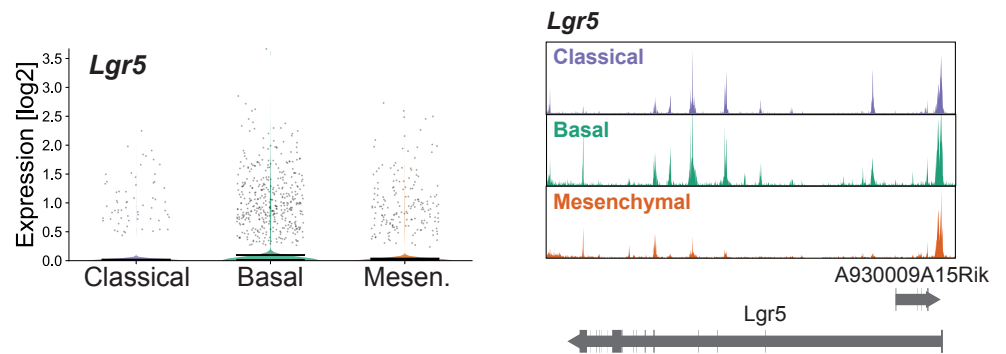 Lgr5
Expression [log2]
3.5
3.0
2.5
2.0
1.5
1.0
0.5
0.0
Classical Basal Mesen.
Lgr5
Classical
Basal
Mesenchymal
A930009A15Rik
Lgr5